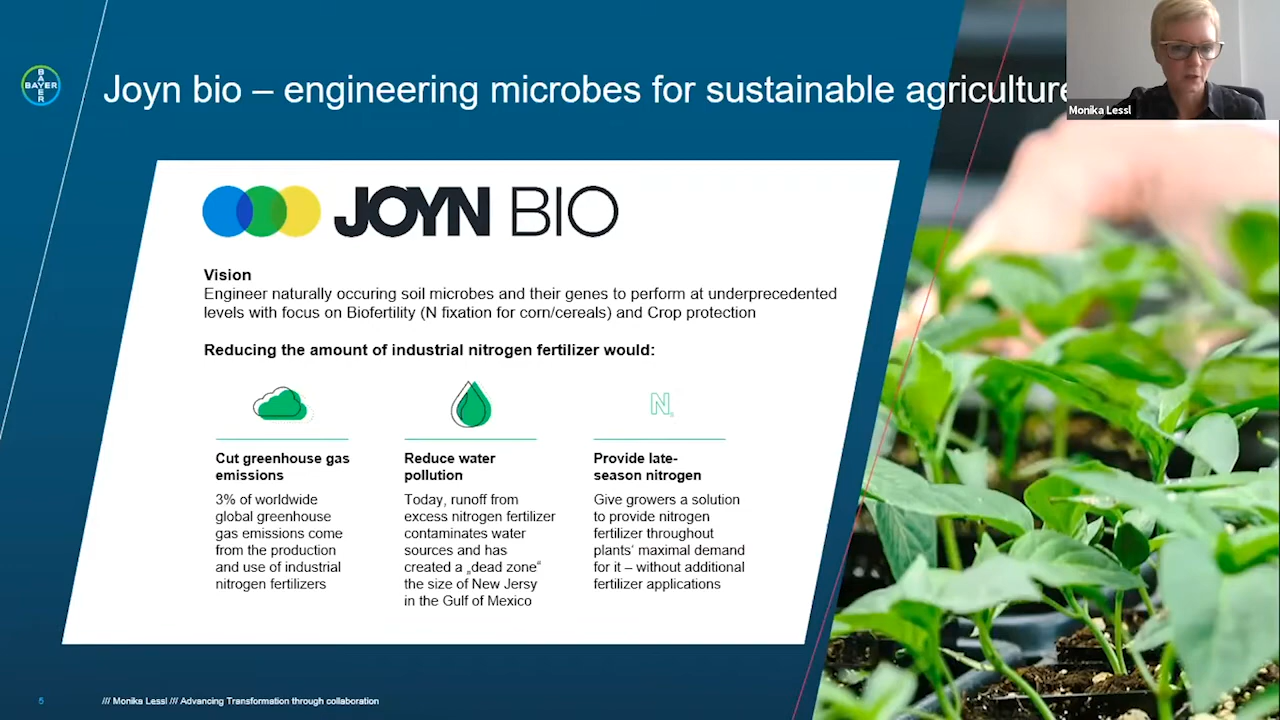 BAYER
BAYER
Joyn bio – engineering microbes for sustainable agriculture
Monika Lessl
JOYN BIO
Vision
Engineer naturally occuring soil microbes and their genes to perform at underprecedented
levels with focus on Biofertility (N fixation for corn/cereals) and Crop protection
Reducing the amount of industrial nitrogen fertilizer would:
N
Cut greenhouse gas
emissions
3% of worldwide
global greenhouse
gas emissions come
from the production
and use of industrial
nitrogen fertilizers
Reduce water
pollution
Today, runoff from
excess nitrogen fertilizer
contaminates water
sources and has
created a „dead zone“
the size of New Jersy
in the Gulf of Mexico
Provide late-
season nitrogen
Give growers a solution
to provide nitrogen
fertilizer throughout
plants‘ maximal demand
for it – without additional
fertilizer applications
6
/// Monika Lessl /// Advancing Transformation through collaboration